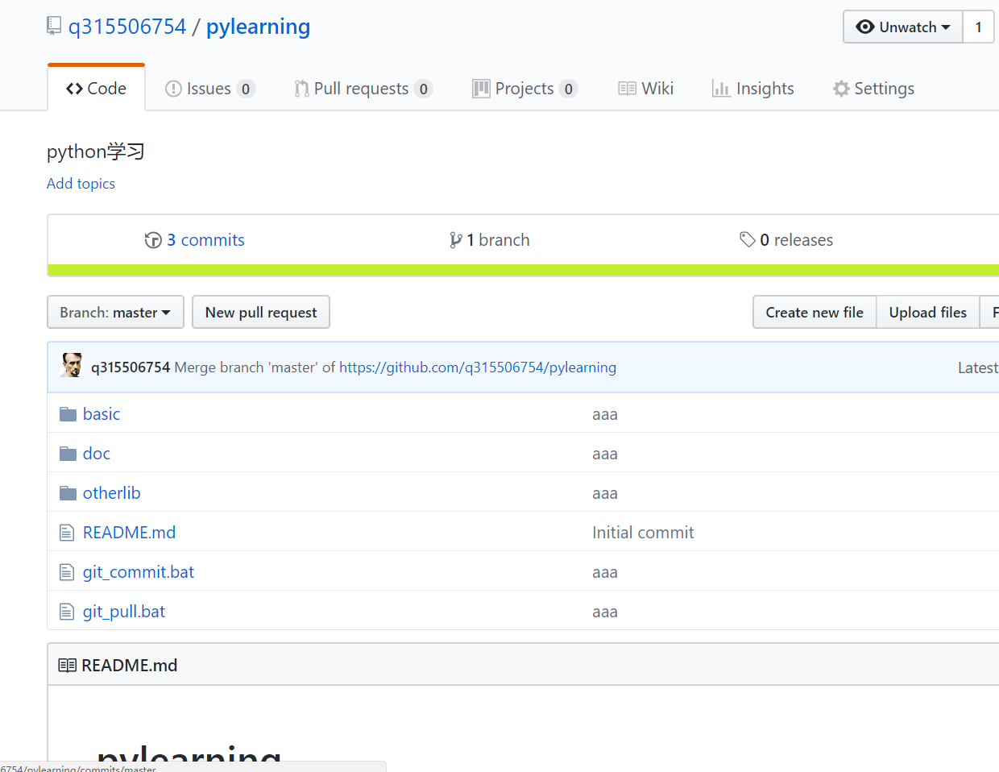 q315506754 / pylearning
Unwatch 1
Code Issues 0 Pull requests 0 Projects 0 Wiki Insights Settings
python学习
Add topics
3 commits 1 branch 0 releases
Branch: master New pull request Create new file Upload files F
q315506754 Merge branch 'master' of https://github.com/q315506754/pylearning Latest
basic aaa
doc aaa
otherlib aaa
README.md Initial commit
git_commit.bat aaa
git_pull.bat aaa
README.md
pylearning
6754/pylearning/commits/master